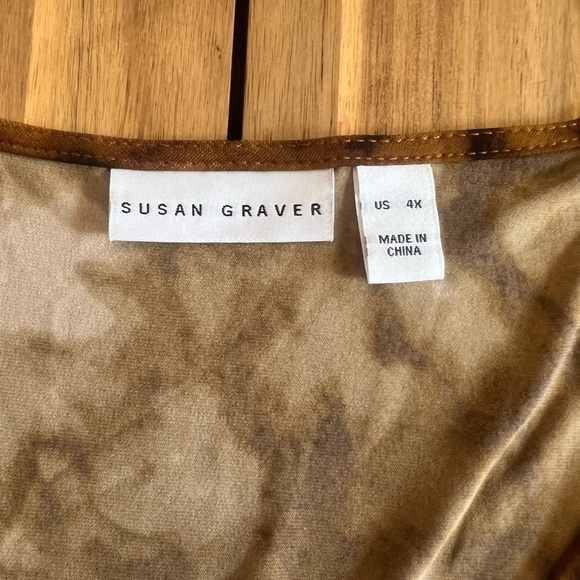 SUSAN GRAVER
US 4X
MADE IN
CHINA